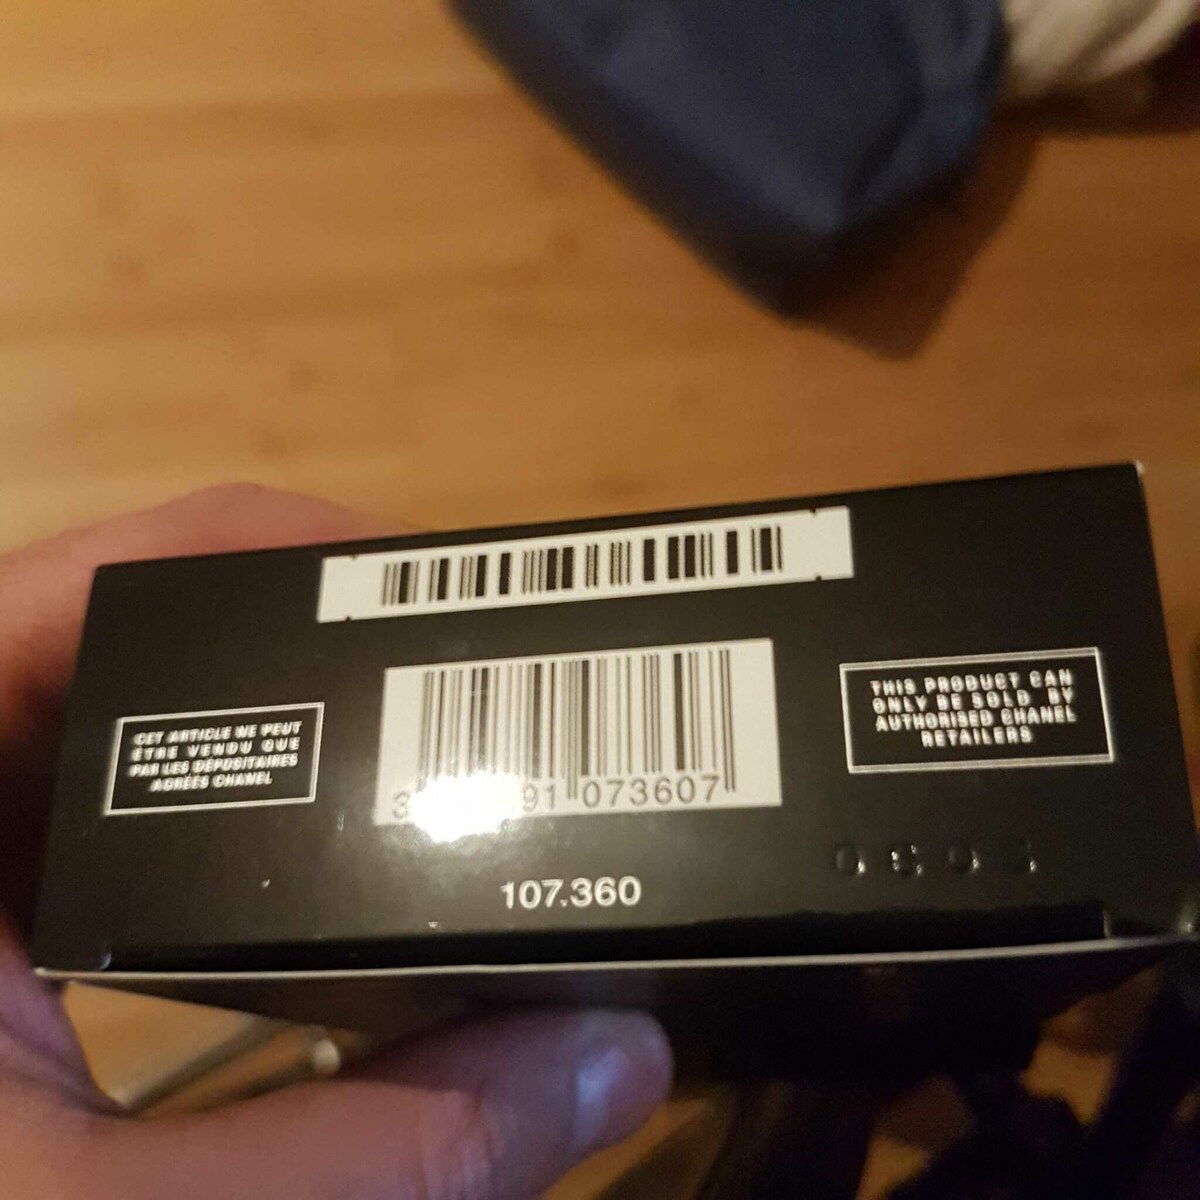 CET ARTICLE NE PEUT
ÊTRE VENDU QUE
PAR LES DÉPOSITAIRES
AGRÉÉS CHANEL
91 073607
THIS PRODUCT CAN
ONLY BE SOLD BY
AUTHORISED CHANEL
RETAILERS
107.360